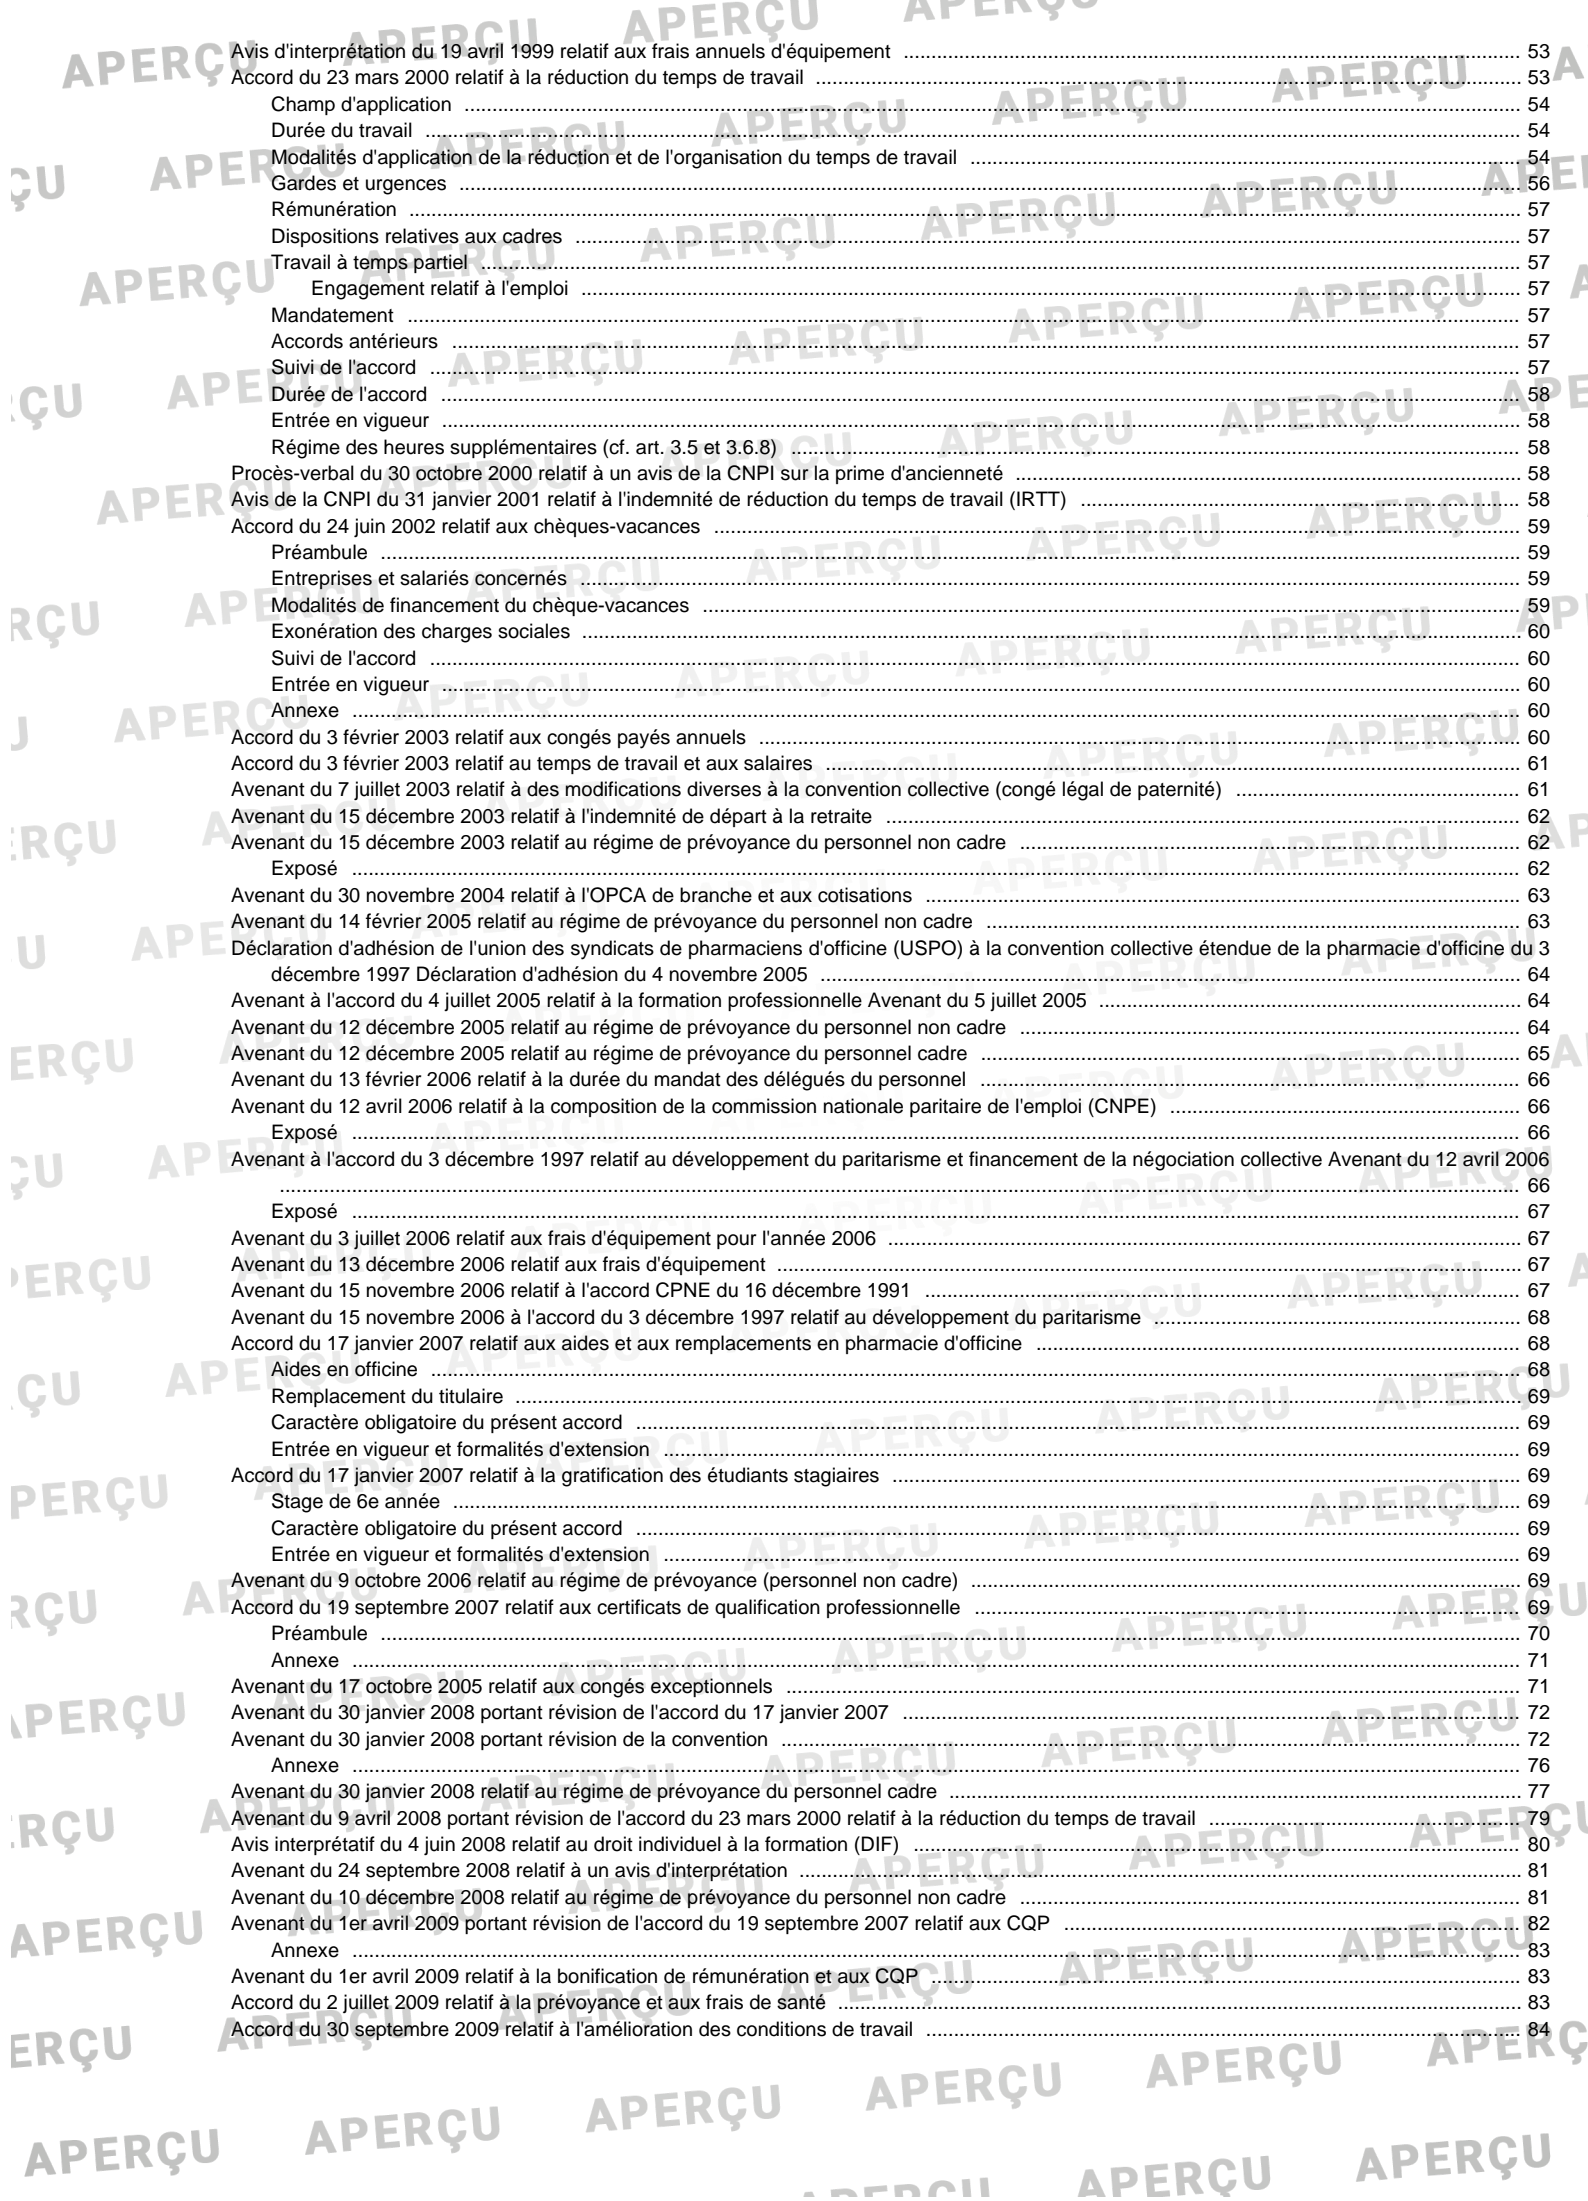 Avis d'interprétation du 19 avril 1999 relatif aux frais annuels d'équipement ... 53
Accord du 23 mars 2000 relatif à la réduction du temps de travail ... 53
Champ d'application ... 54
Durée du travail ... 54
Modalités d'application de la réduction et de l'organisation du temps de travail ... 54
Gardes et urgences ... 56
Rémunération ... 57
Dispositions relatives aux cadres ... 57
Travail à temps partiel ... 57
Engagement relatif à l'emploi ... 57
Mandatement ... 57
Accords antérieurs ... 57
Suivi de l'accord ... 57
Durée de l'accord ... 58
Entrée en vigueur ... 58
Régime des heures supplémentaires (cf. art. 3.5 et 3.6.8) ... 58
Procès-verbal du 30 octobre 2000 relatif à un avis de la CNPI sur la prime d'ancienneté ... 58
Avis de la CNPI du 31 janvier 2001 relatif à l'indemnité de réduction du temps de travail (IRTT) ... 58
Accord du 24 juin 2002 relatif aux chèques-vacances ... 59
Préambule ... 59
Entreprises et salariés concernés ... 59
Modalités de financement du chèque-vacances ... 59
Exonération des charges sociales ... 60
Suivi de l'accord ... 60
Entrée en vigueur ... 60
Annexe ... 60
Accord du 3 février 2003 relatif aux congés payés annuels ... 60
Accord du 3 février 2003 relatif au temps de travail et aux salaires ... 61
Avenant du 7 juillet 2003 relatif à des modifications diverses à la convention collective (congé légal de paternité) ... 61
Avenant du 15 décembre 2003 relatif à l'indemnité de départ à la retraite ... 62
Avenant du 15 décembre 2003 relatif au régime de prévoyance du personnel non cadre ... 62
Exposé ... 62
Avenant du 30 novembre 2004 relatif à l'OPCA de branche et aux cotisations ... 63
Avenant du 14 février 2005 relatif au régime de prévoyance du personnel non cadre ... 63
Déclaration d'adhésion de l'union des syndicats de pharmaciens d'officine (USPO) à la convention collective étendue de la pharmacie d'officine du 3
décembre 1997 Déclaration d'adhésion du 4 novembre 2005 ... 64
Avenant à l'accord du 4 juillet 2005 relatif à la formation professionnelle Avenant du 5 juillet 2005 ... 64
Avenant du 12 décembre 2005 relatif au régime de prévoyance du personnel non cadre ... 64
Avenant du 12 décembre 2005 relatif au régime de prévoyance du personnel cadre ... 65
Avenant du 13 février 2006 relatif à la durée du mandat des délégués du personnel ... 66
Avenant du 12 avril 2006 relatif à la composition de la commission nationale paritaire de l'emploi (CNPE) ... 66
Exposé ... 66
Avenant à l'accord du 3 décembre 1997 relatif au développement du paritarisme et financement de la négociation collective Avenant du 12 avril 2006
... 66
Exposé ... 67
Avenant du 3 juillet 2006 relatif aux frais d'équipement pour l'année 2006 ... 67
Avenant du 13 décembre 2006 relatif aux frais d'équipement ... 67
Avenant du 15 novembre 2006 relatif à l'accord CPNE du 16 décembre 1991 ... 67
Avenant du 15 novembre 2006 à l'accord du 3 décembre 1997 relatif au développement du paritarisme ... 68
Accord du 17 janvier 2007 relatif aux aides et aux remplacements en pharmacie d'officine ... 68
Aides en officine ... 68
Remplacement du titulaire ... 69
Caractère obligatoire du présent accord ... 69
Entrée en vigueur et formalités d'extension ... 69
Accord du 17 janvier 2007 relatif à la gratification des étudiants stagiaires ... 69
Stage de 6e année ... 69
Caractère obligatoire du présent accord ... 69
Entrée en vigueur et formalités d'extension ... 69
Avenant du 9 octobre 2006 relatif au régime de prévoyance (personnel non cadre) ... 69
Accord du 19 septembre 2007 relatif aux certificats de qualification professionnelle ... 69
Préambule ... 70
Annexe ... 71
Avenant du 17 octobre 2005 relatif aux congés exceptionnels ... 71
Avenant du 30 janvier 2008 portant révision de l'accord du 17 janvier 2007 ... 72
Avenant du 30 janvier 2008 portant révision de la convention ... 72
Annexe ... 76
Avenant du 30 janvier 2008 relatif au régime de prévoyance du personnel cadre ... 77
Avenant du 9 avril 2008 portant révision de l'accord du 23 mars 2000 relatif à la réduction du temps de travail ... 79
Avis interprétatif du 4 juin 2008 relatif au droit individuel à la formation (DIF) ... 80
Avenant du 24 septembre 2008 relatif à un avis d'interprétation ... 81
Avenant du 10 décembre 2008 relatif au régime de prévoyance du personnel non cadre ... 81
Avenant du 1er avril 2009 portant révision de l'accord du 19 septembre 2007 relatif aux CQP ... 82
Annexe ... 83
Avenant du 1er avril 2009 relatif à la bonification de rémunération et aux CQP ... 83
Accord du 2 juillet 2009 relatif à la prévoyance et aux frais de santé ... 83
Accord du 30 septembre 2009 relatif à l'amélioration des conditions de travail ... 84
APERÇU